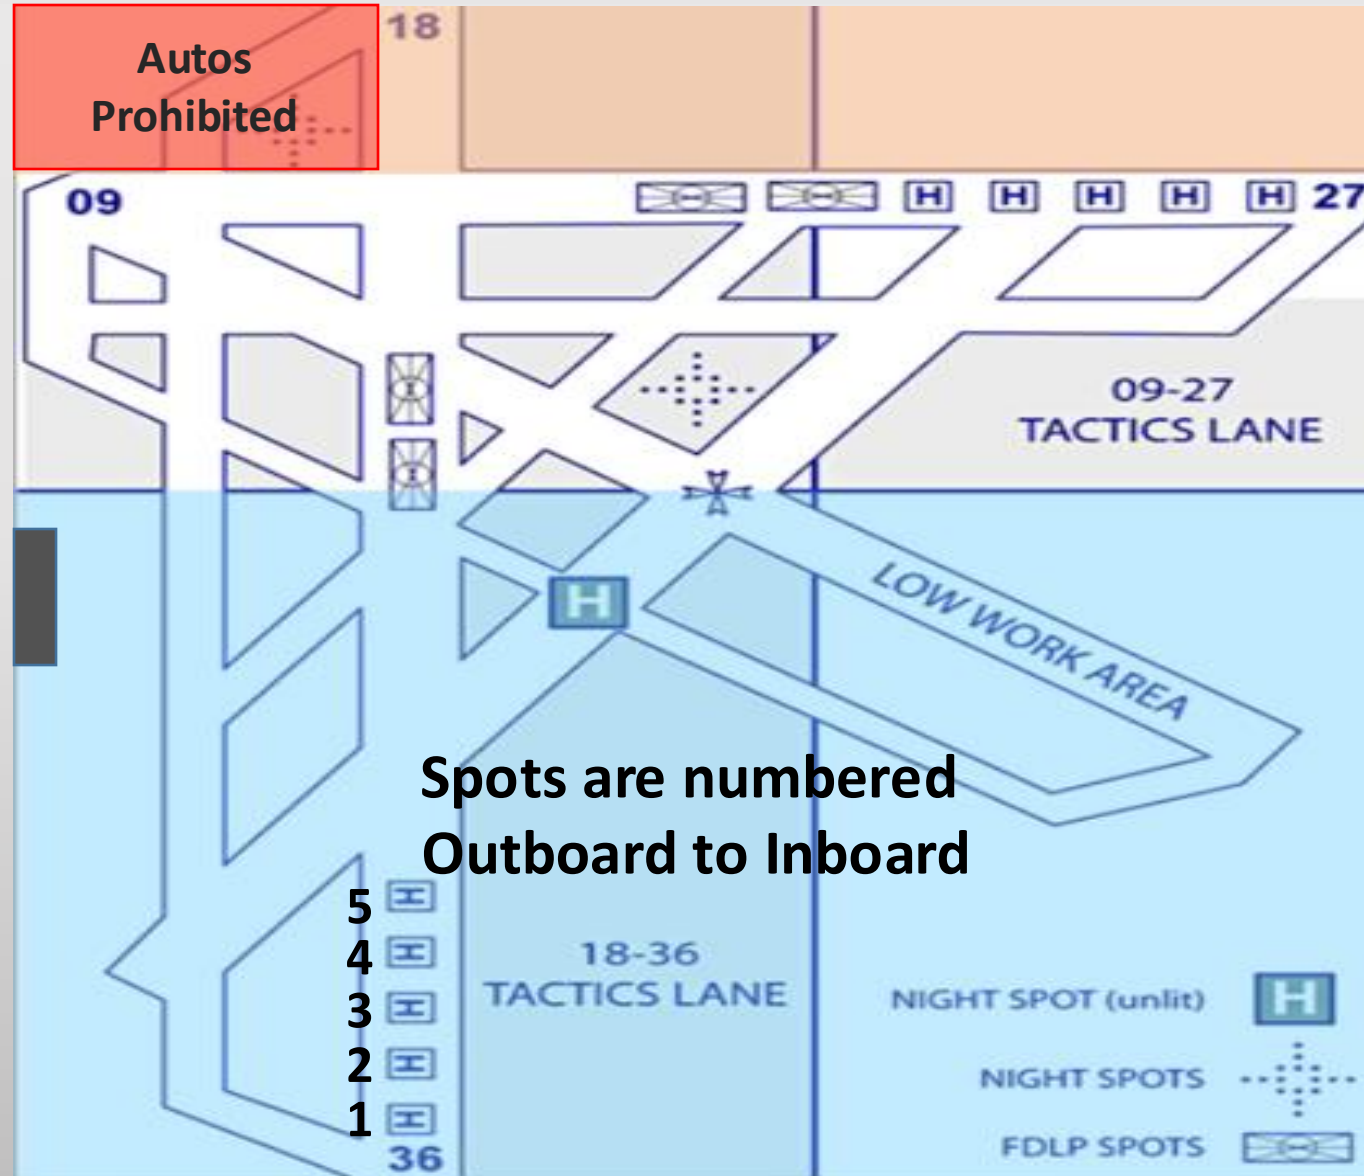 Autos
Prohibited
18
09
H
H
H
H
H
27
09-27
TACTICS LANE
H
LOW WORK AREA
Spots are numbered
Outboard to Inboard
5 H
4 H
3 H
2 H
1 H
36
18-36
TACTICS LANE
NIGHT SPOT (unlit) H
NIGHT SPOTS
FDLP SPOTS